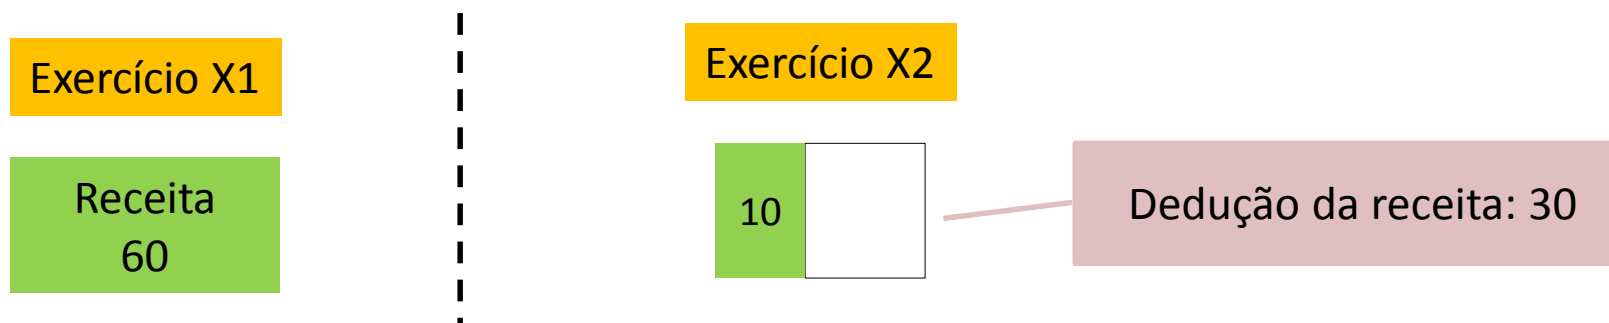 Exercício X1
Exercício X2
Receita
60
10
Dedução da receita: 30